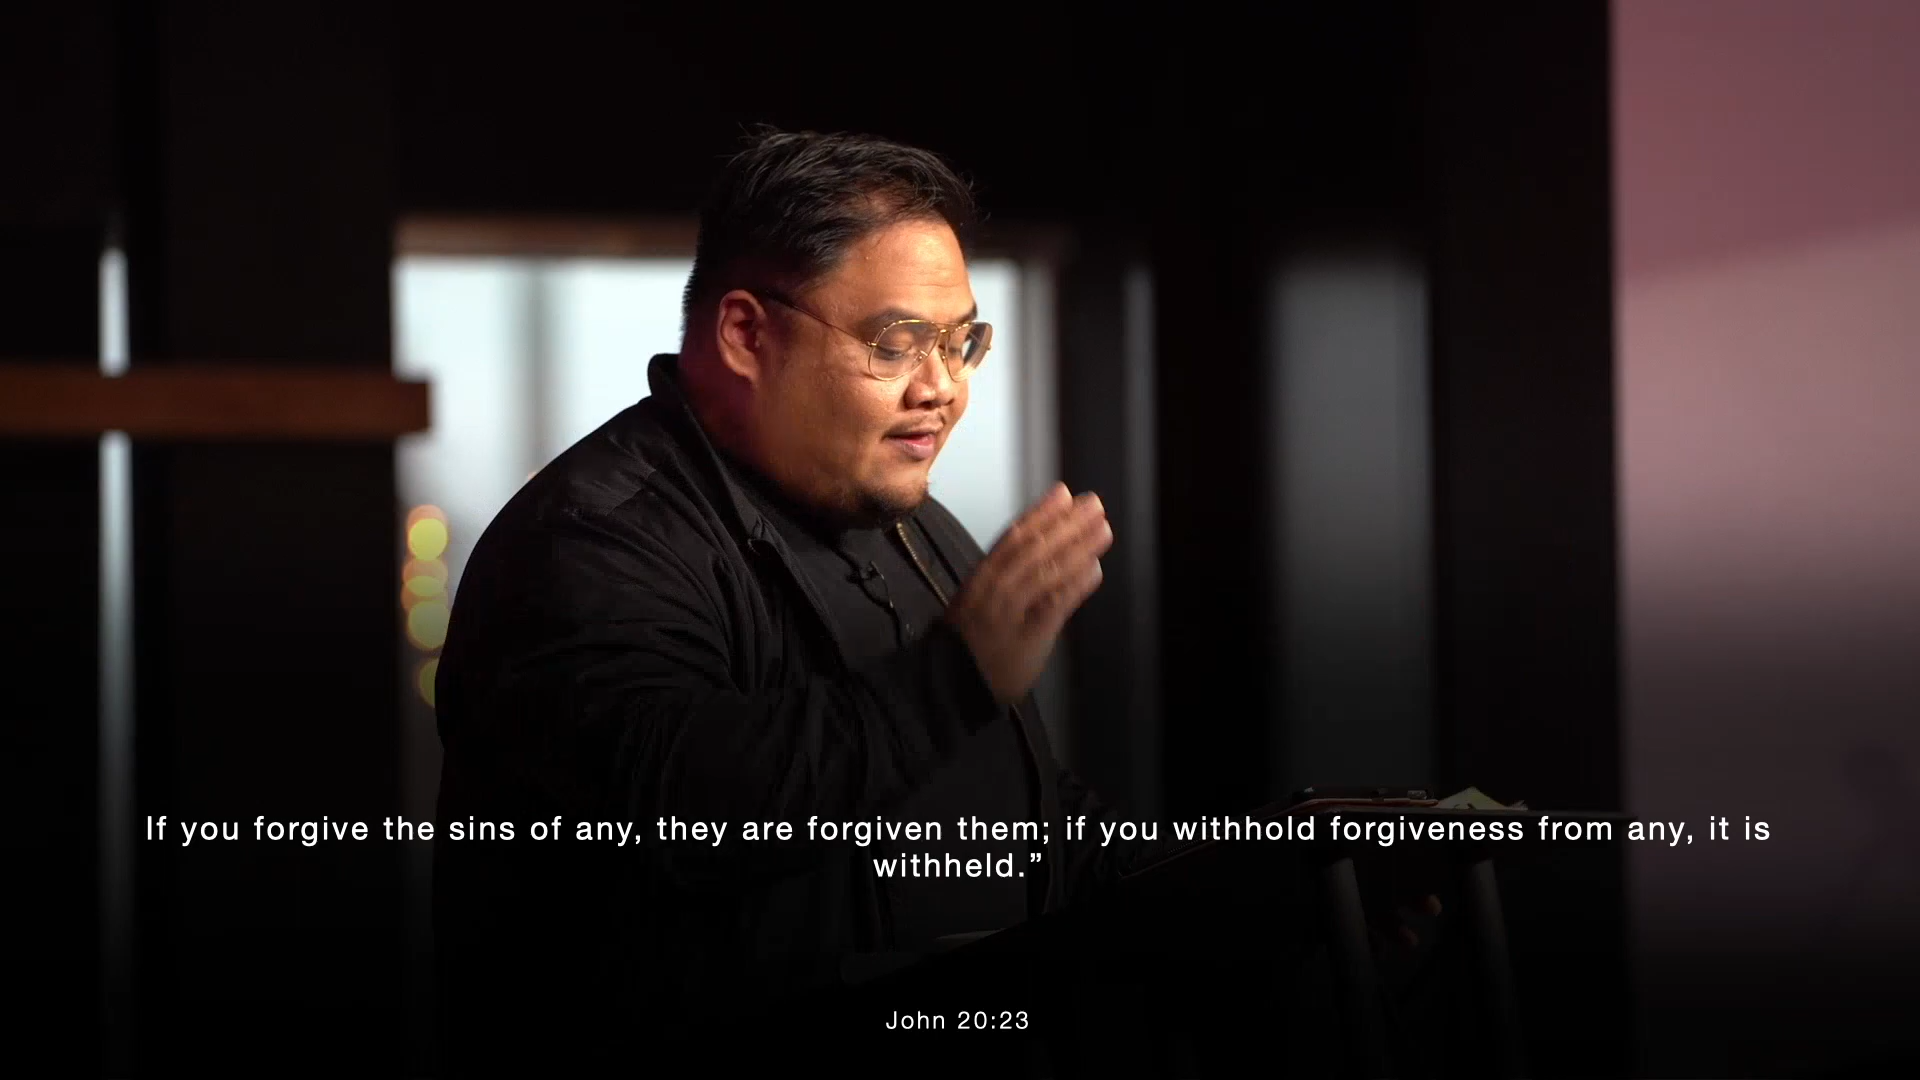 If you forgive the sins of any, they are forgiven them; if you withhold forgiveness from any, it is
withheld.”
John 20:23